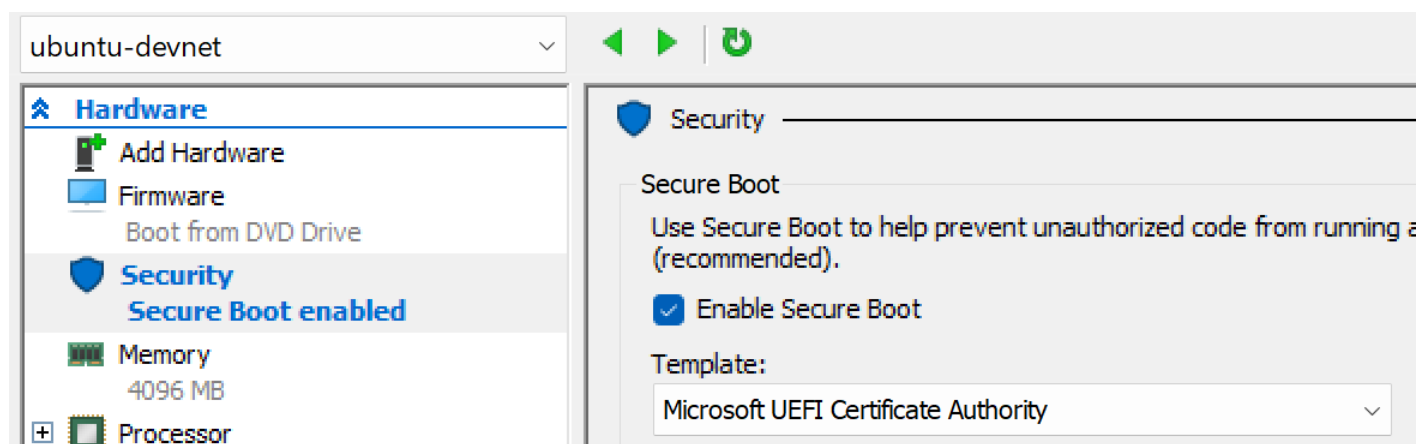 ubuntu-devnet
Hardware
Add Hardware
Firmware
Boot from DVD Drive
Security
Secure Boot enabled
Memory
4096 MB
Processor
Security
Secure Boot
Use Secure Boot to help prevent unauthorized code from running a
(recommended).
Enable Secure Boot
Template:
Microsoft UEFI Certificate Authority